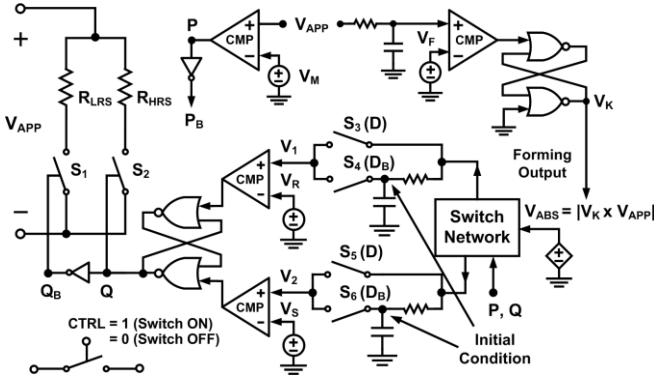 P
+
CMP
−
V_APP
+
CMP
−
V_F
V_M
P_B
+
V_APP
−
R_LRS
R_HRS
S_1
S_2
V_K
Forming
Output
S_3 (D)
S_4 (D_B)
V_1
V_R
+
CMP
−
V_ABS = |V_K x V_APP|
Switch
Network
S_5 (D)
S_6 (D_B)
V_2
V_S
+
CMP
−
Q_B
Q
P, Q
Initial
Condition
CTRL = 1 (Switch ON)
= 0 (Switch OFF)